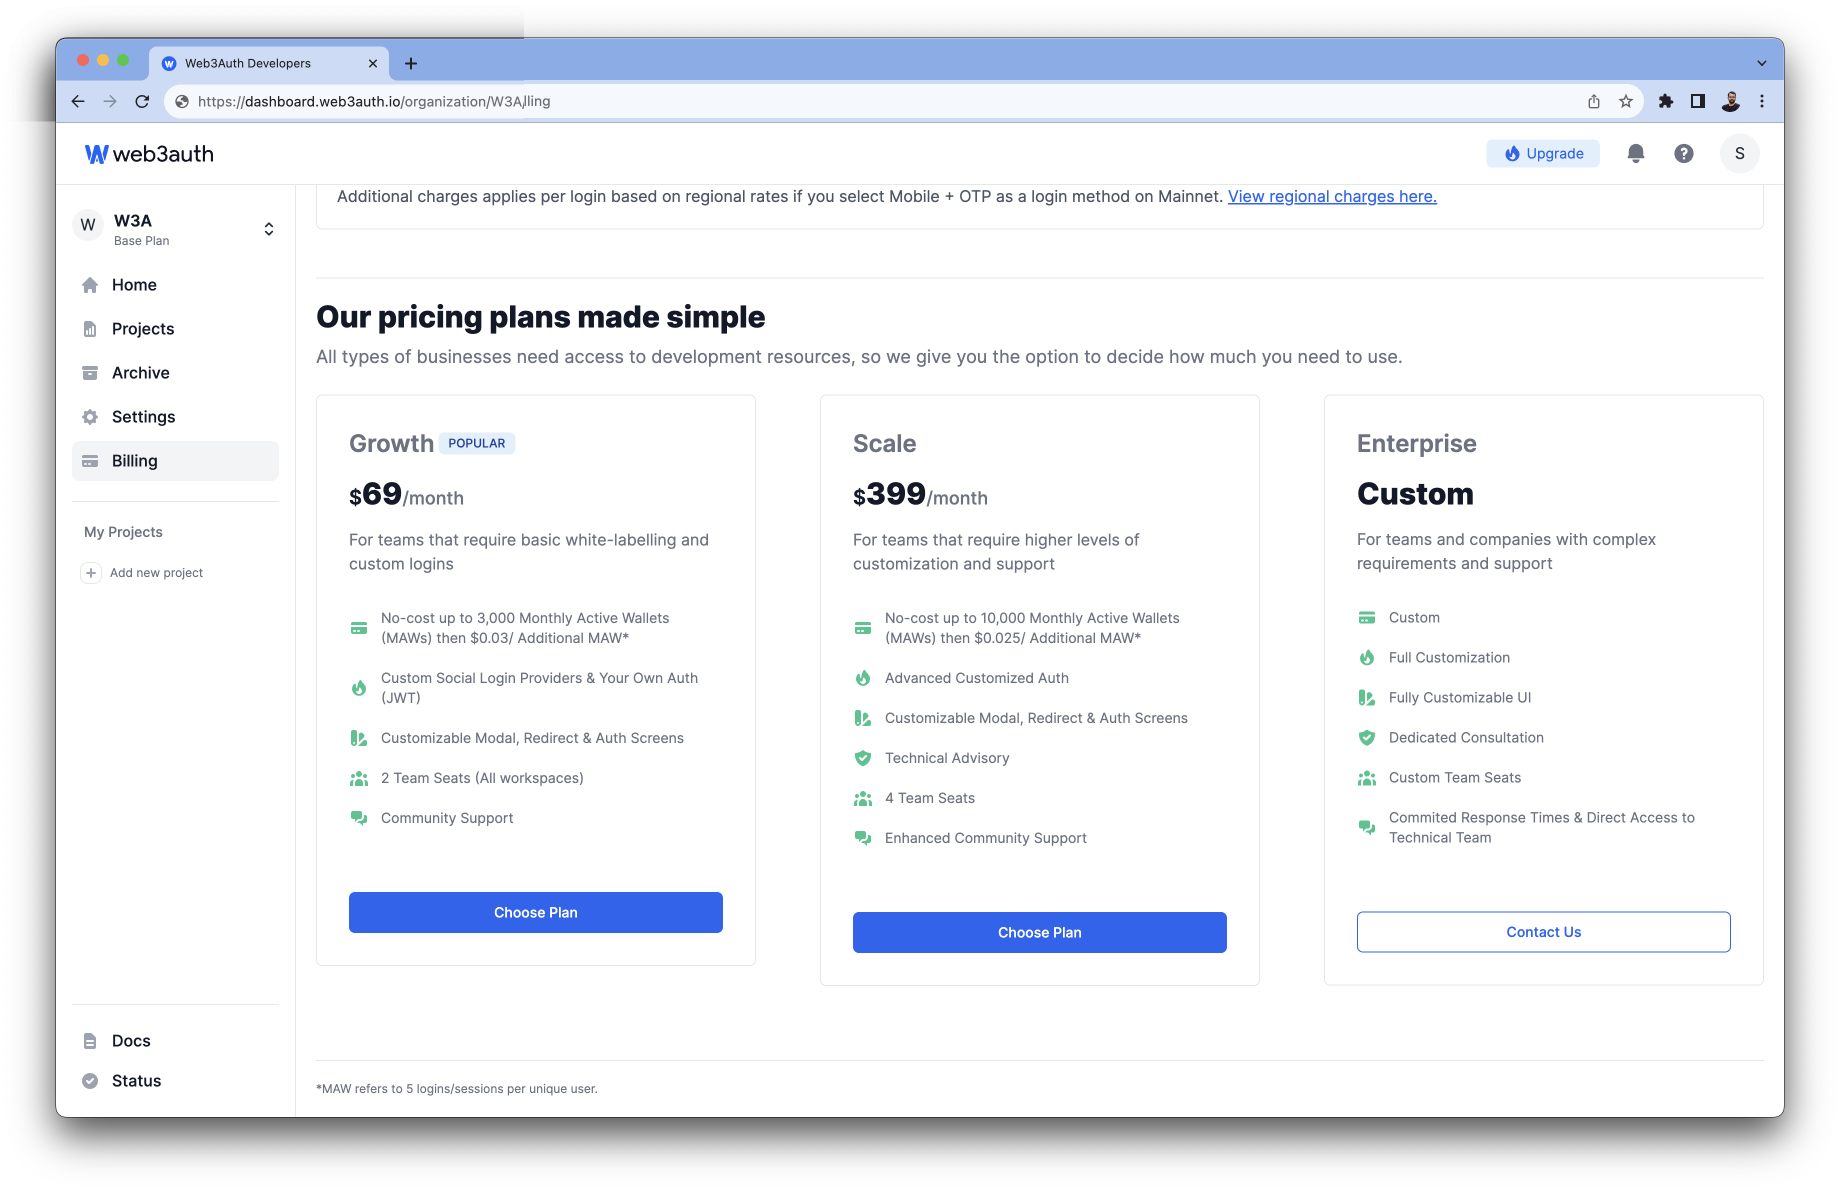 Web3Auth Developers
https://dashboard.web3auth.io/organization/W3A/lling
web3auth
Upgrade
S
W
W3A
Base Plan
Home
Projects
Archive
Settings
Billing
My Projects
Add new project
Docs
Status
Additional charges applies per login based on regional rates if you select Mobile + OTP as a login method on Mainnet. View regional charges here.
Our pricing plans made simple
All types of businesses need access to development resources, so we give you the option to decide how much you need to use.
Growth POPULAR
$69/month
For teams that require basic white-labelling and
custom logins
No-cost up to 3,000 Monthly Active Wallets
(MAWs) then $0.03/ Additional MAW*
Custom Social Login Providers & Your Own Auth
(JWT)
Customizable Modal, Redirect & Auth Screens
2 Team Seats (All workspaces)
Community Support
Choose Plan
Scale
$399/month
For teams that require higher levels of
customization and support
No-cost up to 10,000 Monthly Active Wallets
(MAWs) then $0.025/ Additional MAW*
Advanced Customized Auth
Customizable Modal, Redirect & Auth Screens
Technical Advisory
4 Team Seats
Enhanced Community Support
Choose Plan
Enterprise
Custom
For teams and companies with complex
requirements and support
Custom
Full Customization
Fully Customizable UI
Dedicated Consultation
Custom Team Seats
Commited Response Times & Direct Access to
Technical Team
Contact Us
*MAW refers to 5 logins/sessions per unique user.